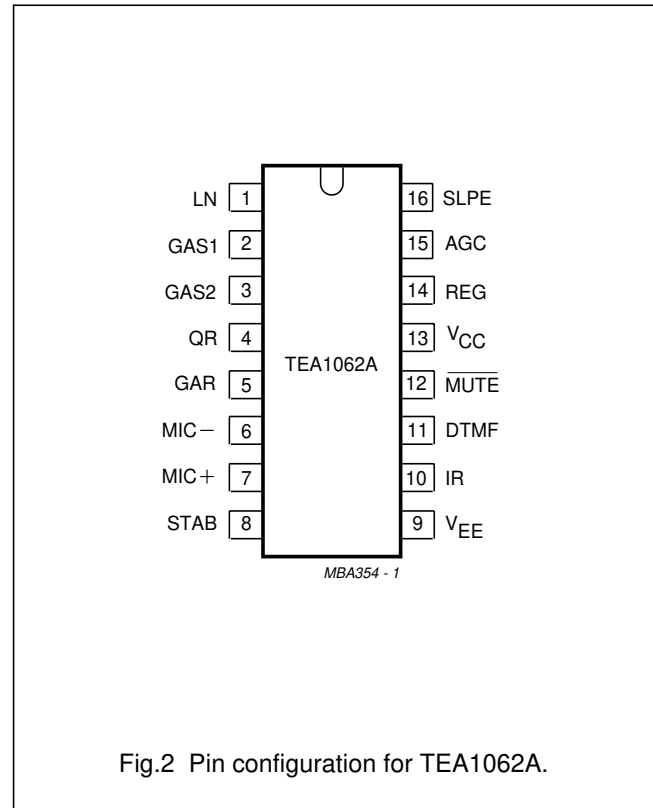 LN 1 16 SLPE
GAS1 2 15 AGC
GAS2 3 14 REG
QR 4 13 VCC
TEA1062A
GAR 5 12 MUTE
MIC− 6 11 DTMF
MIC+ 7 10 IR
STAB 8 9 VEE
MBA354 - 1
Fig.2 Pin configuration for TEA1062A.